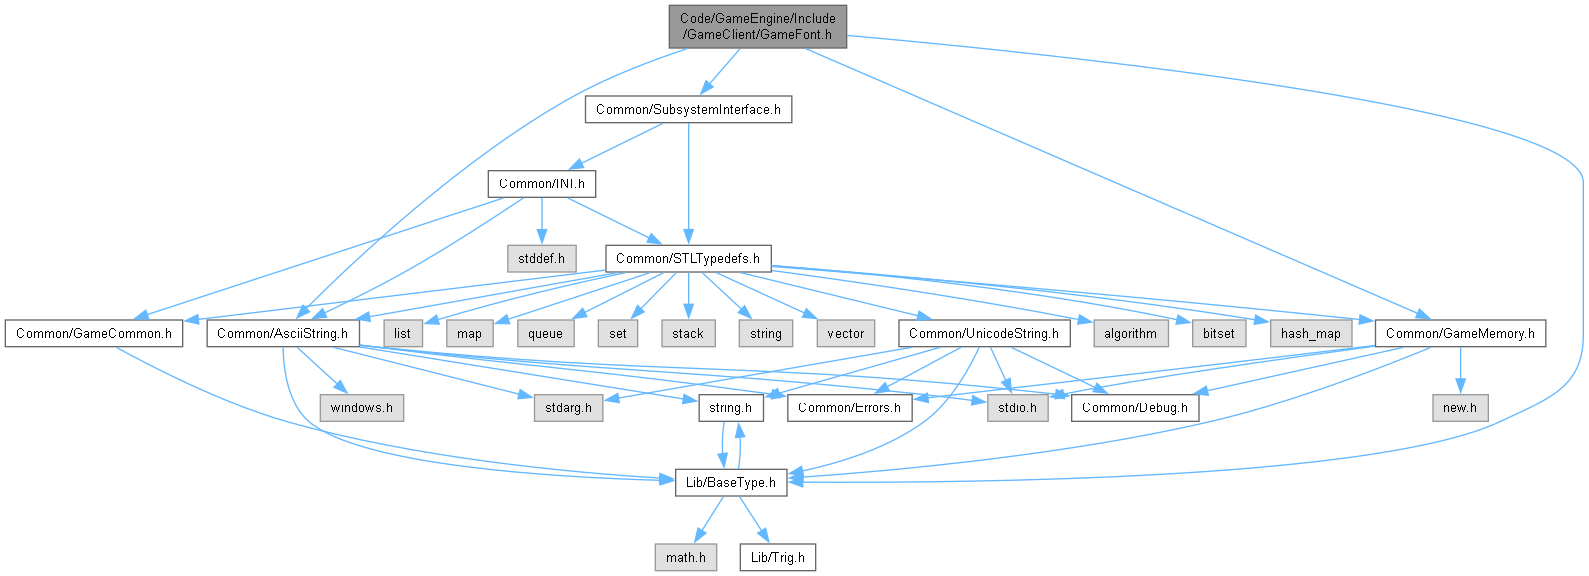 Code/GameEngine/Include
/GameClient/GameFont.h
Common/SubsystemInterface.h
Common/INI.h
stddef.h
Common/STLTypedefs.h
Common/GameCommon.h
Common/AsciiString.h
list
map
queue
set
stack
string
vector
Common/UnicodeString.h
algorithm
bitset
hash_map
Common/GameMemory.h
windows.h
stdarg.h
string.h
Common/Errors.h
stdio.h
Common/Debug.h
new.h
Lib/BaseType.h
math.h
Lib/Trig.h